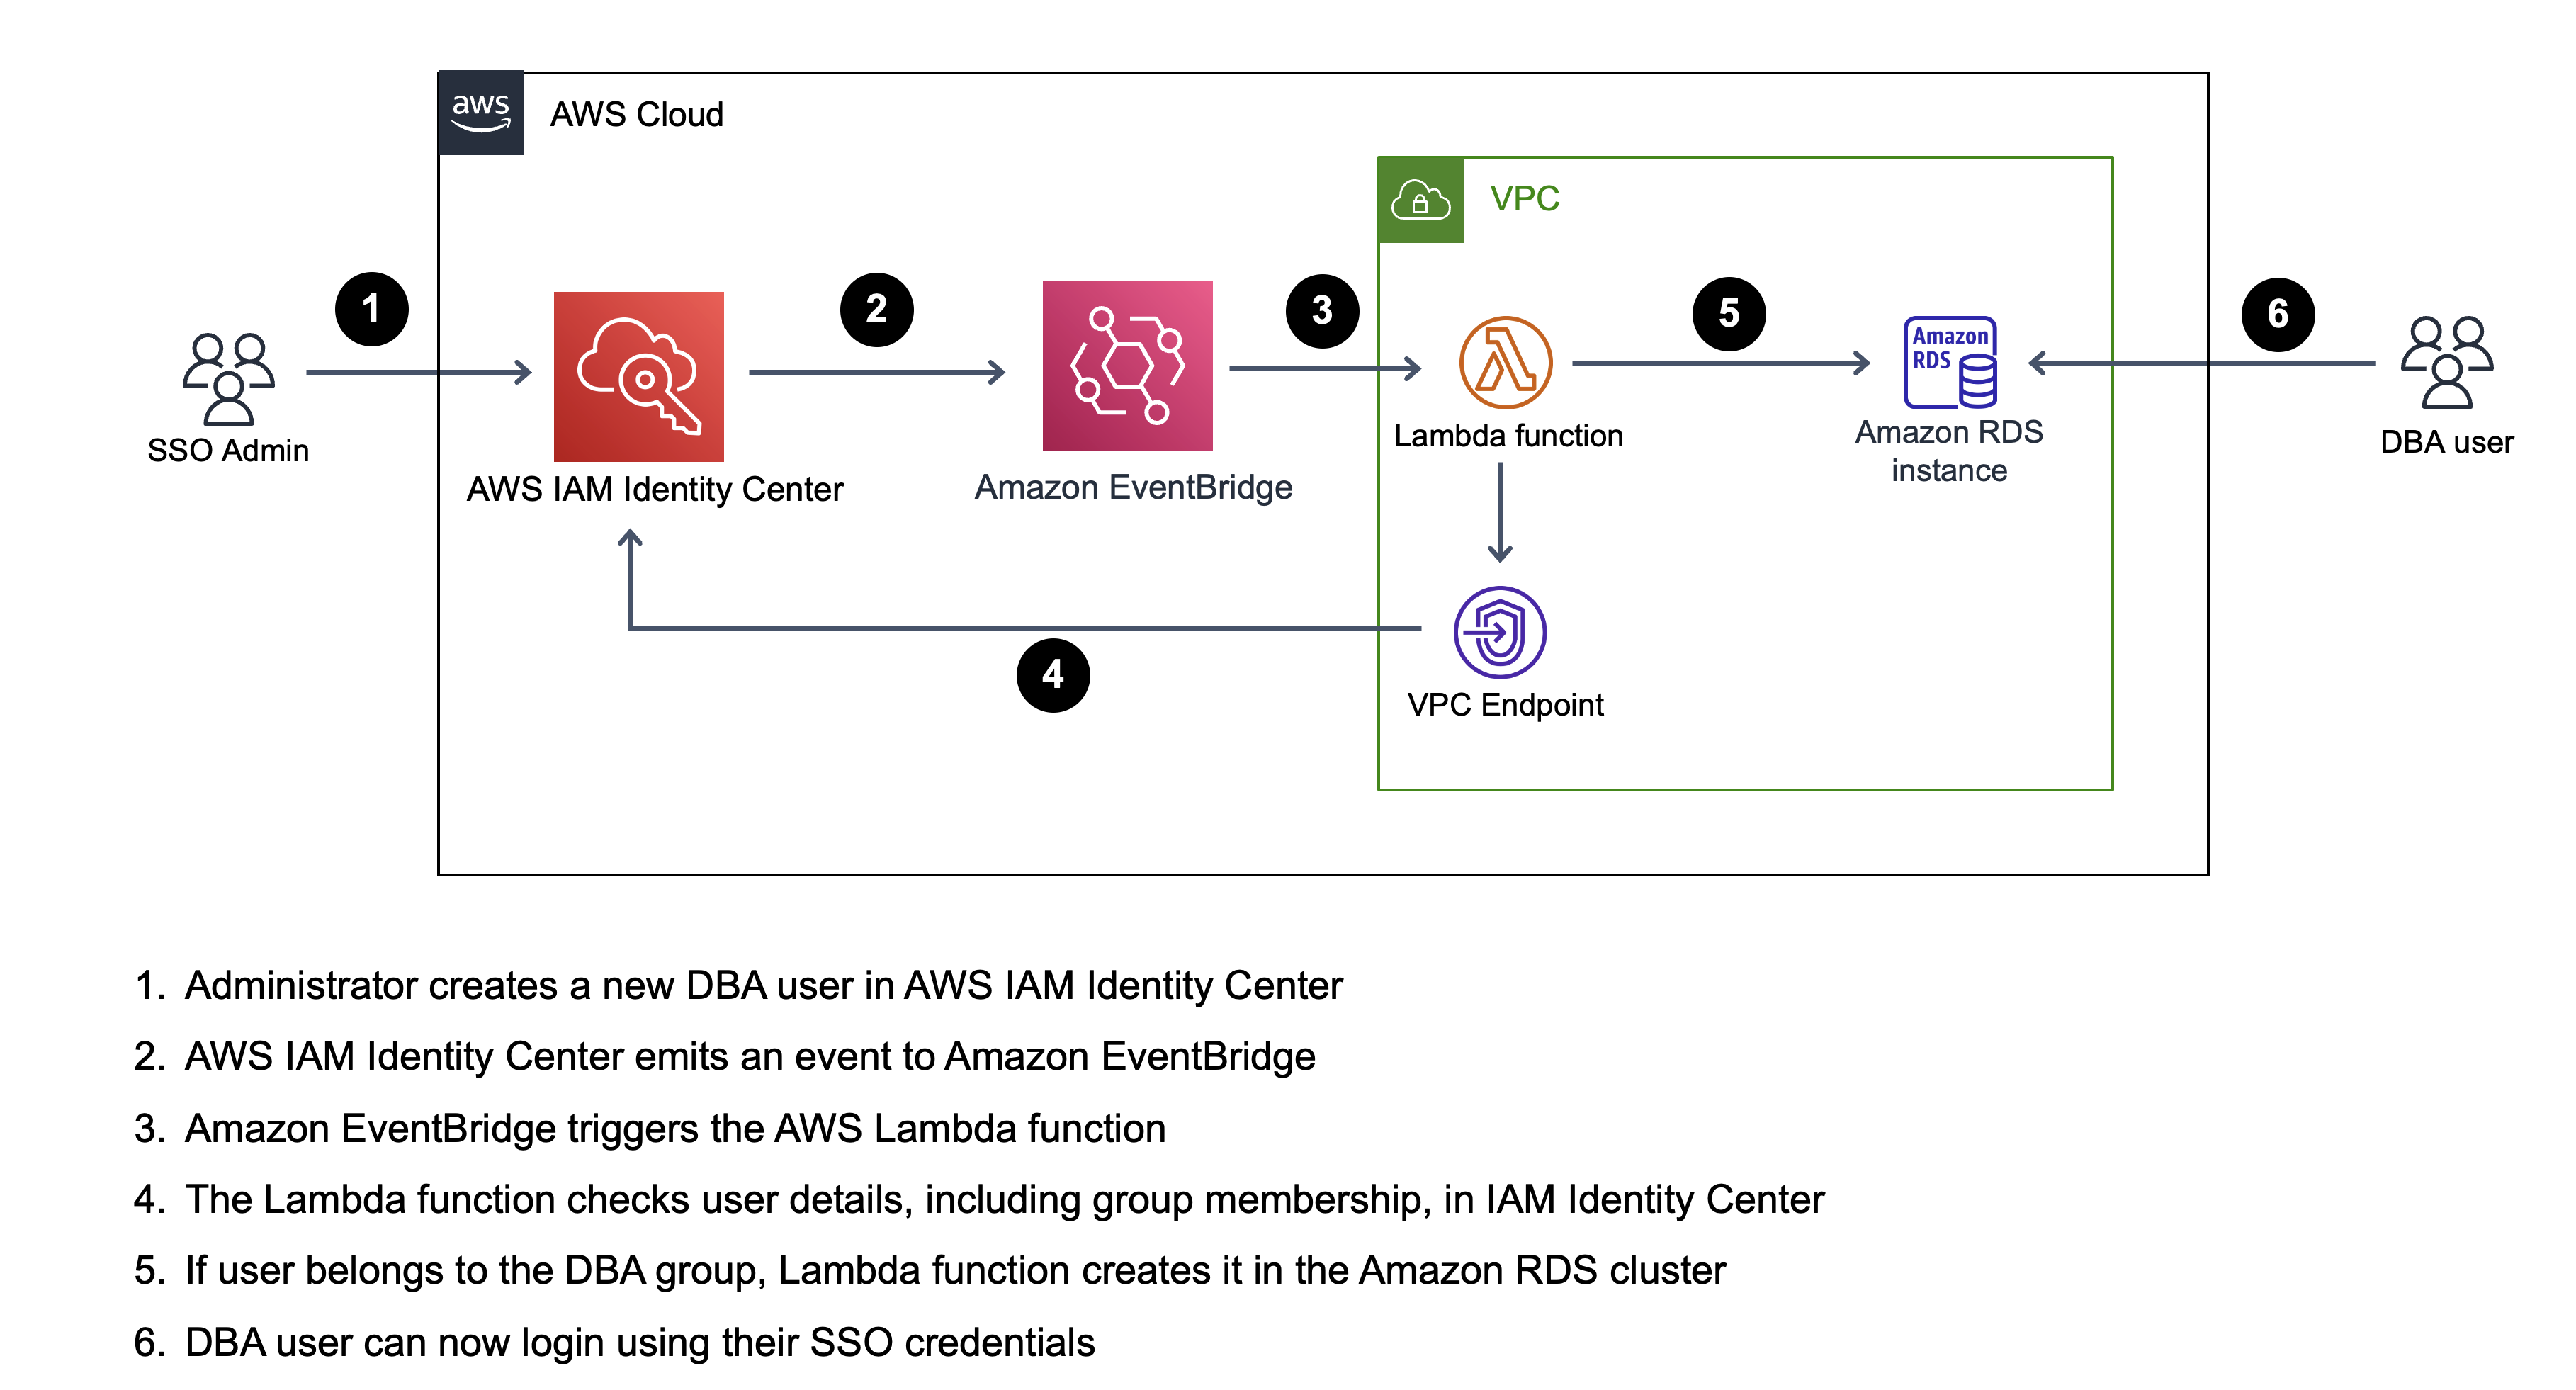 aws
AWS Cloud
VPC
1
2
3
5
6
Amazon
RDS
SSO Admin
AWS IAM Identity Center
Amazon EventBridge
Lambda function
Amazon RDS
instance
DBA user
4
VPC Endpoint
1. Administrator creates a new DBA user in AWS IAM Identity Center
2. AWS IAM Identity Center emits an event to Amazon EventBridge
3. Amazon EventBridge triggers the AWS Lambda function
4. The Lambda function checks user details, including group membership, in IAM Identity Center
5. If user belongs to the DBA group, Lambda function creates it in the Amazon RDS cluster
6. DBA user can now login using their SSO credentials